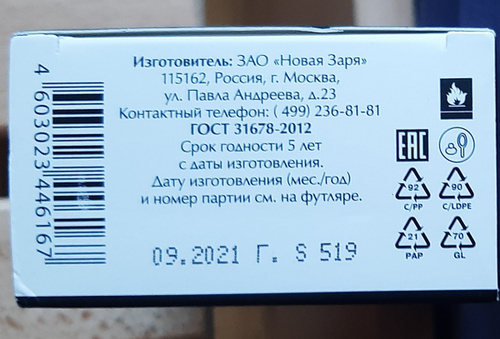 Изготовитель: ЗАО «Новая Заря»
115162, Россия, г. Москва,
ул. Павла Андреева, д.23
Контактный телефон: ( 499) 236-81-81
ГОСТ 31678-2012
Срок годности 5 лет
с даты изготовления.
Дату изготовления (мес./год)
и номер партии см. на футляре.
09.2021 Г. S 519
4 603023 446167
EAC
92
C/PP
90
C/LDPE
21
PAP
70
GL